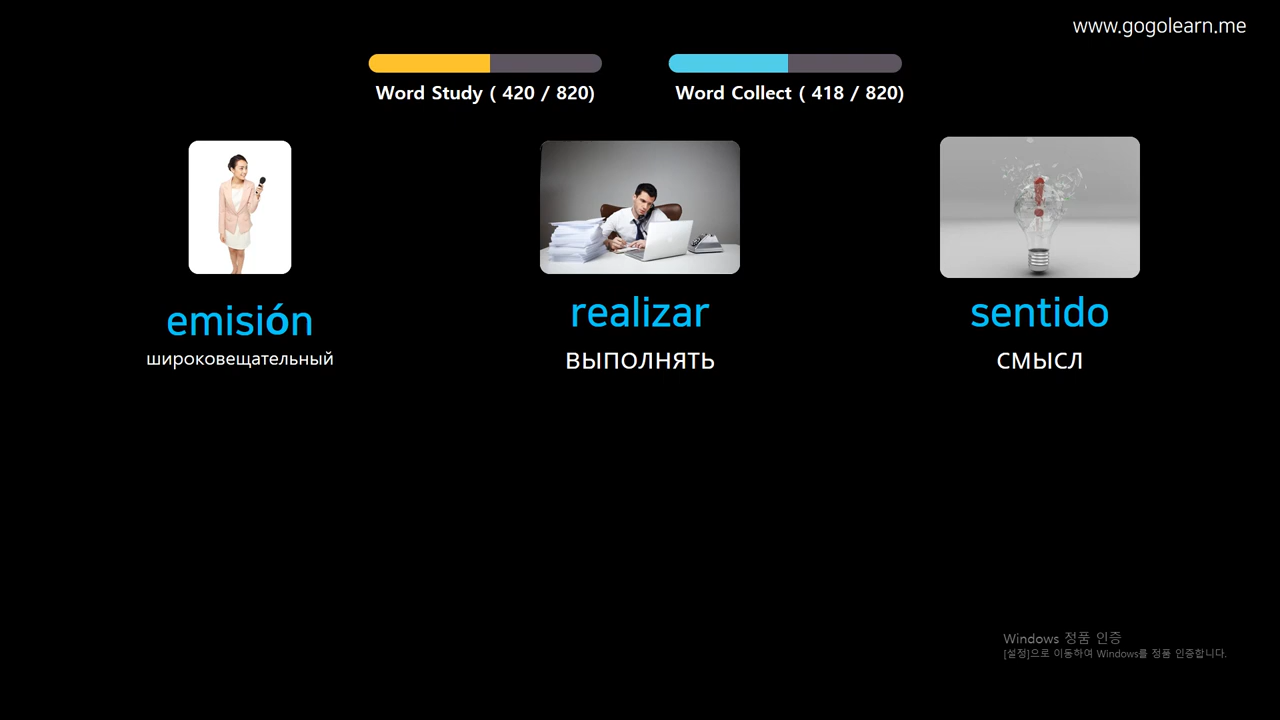 www.gogolearn.me
Word Study ( 420 / 820)
Word Collect ( 418 / 820)
emisión
realizar
sentido
широковещательный
выполнять
смысл
Windows 정품 인증
[설정]으로 이동하여 Windows를 정품 인증합니다.